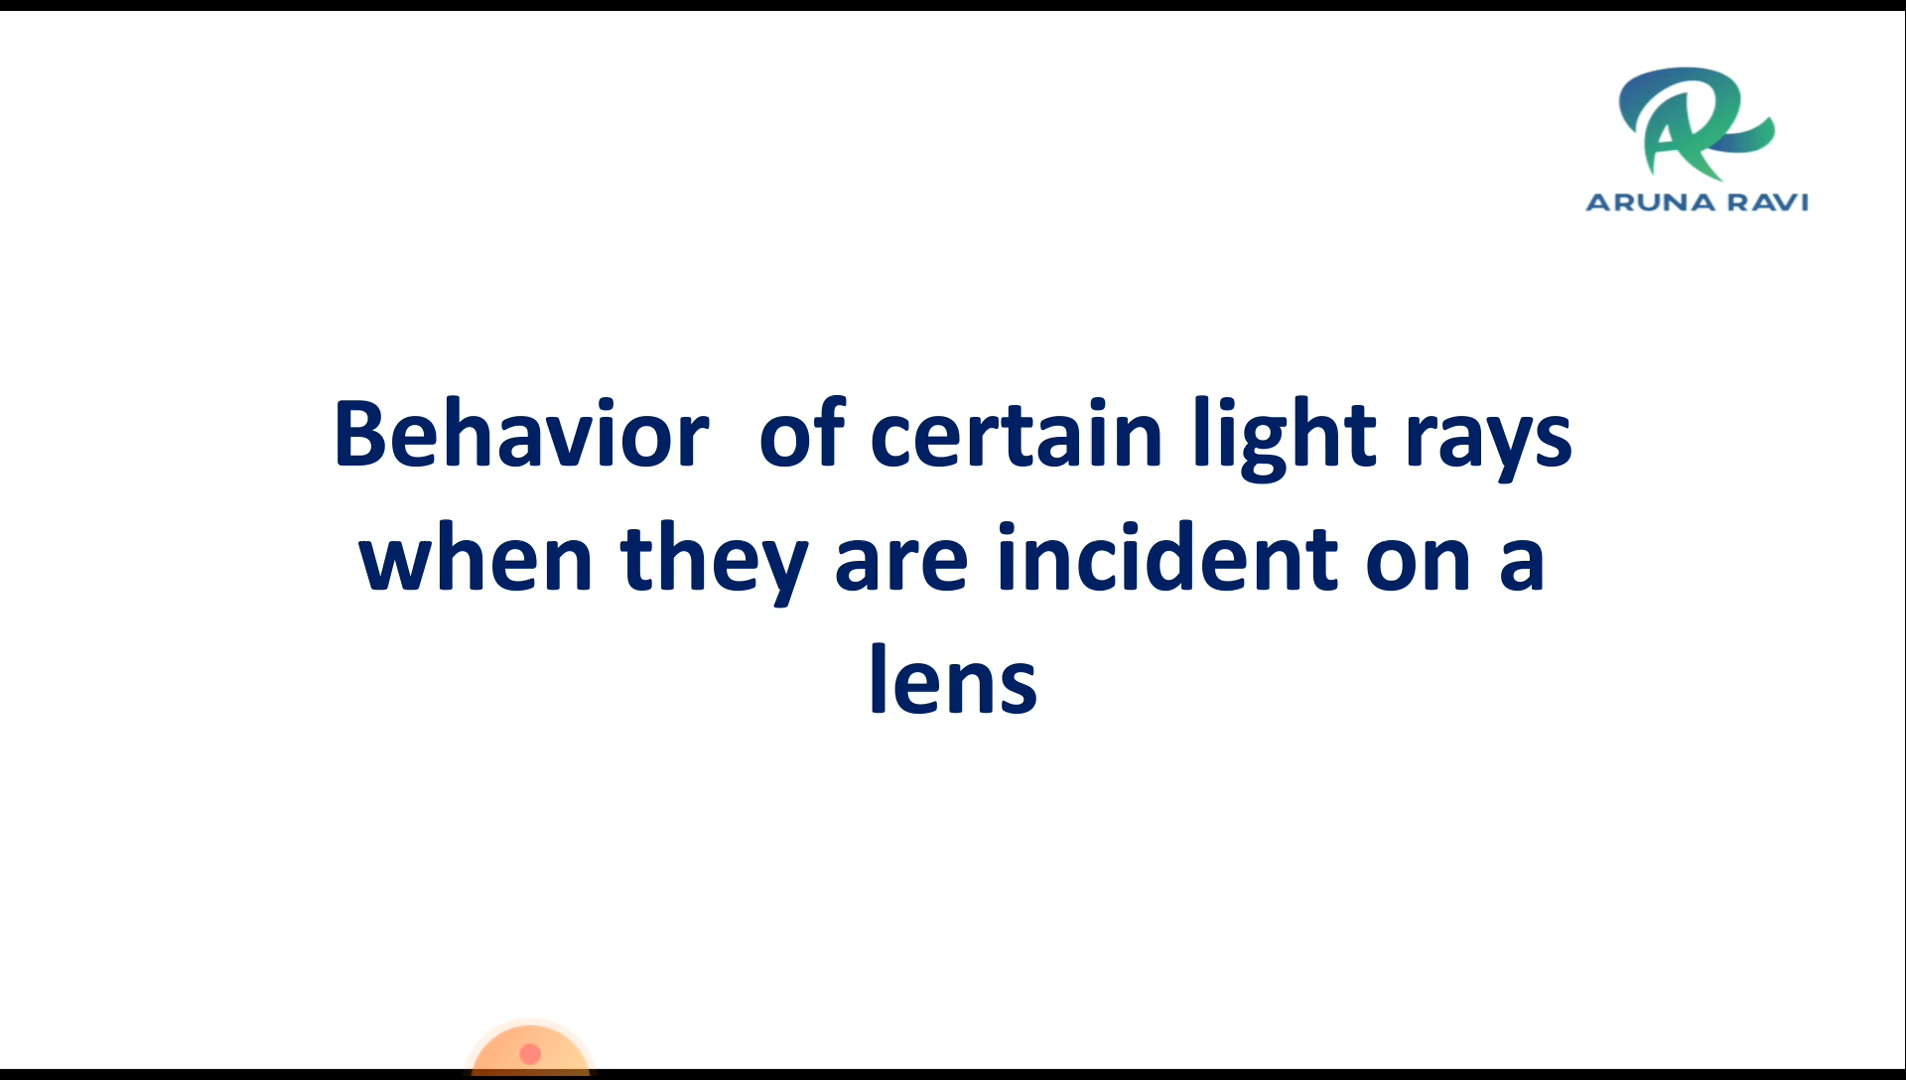 ARUNA RAVI
Behavior  of certain light rays
when they are incident on a
lens